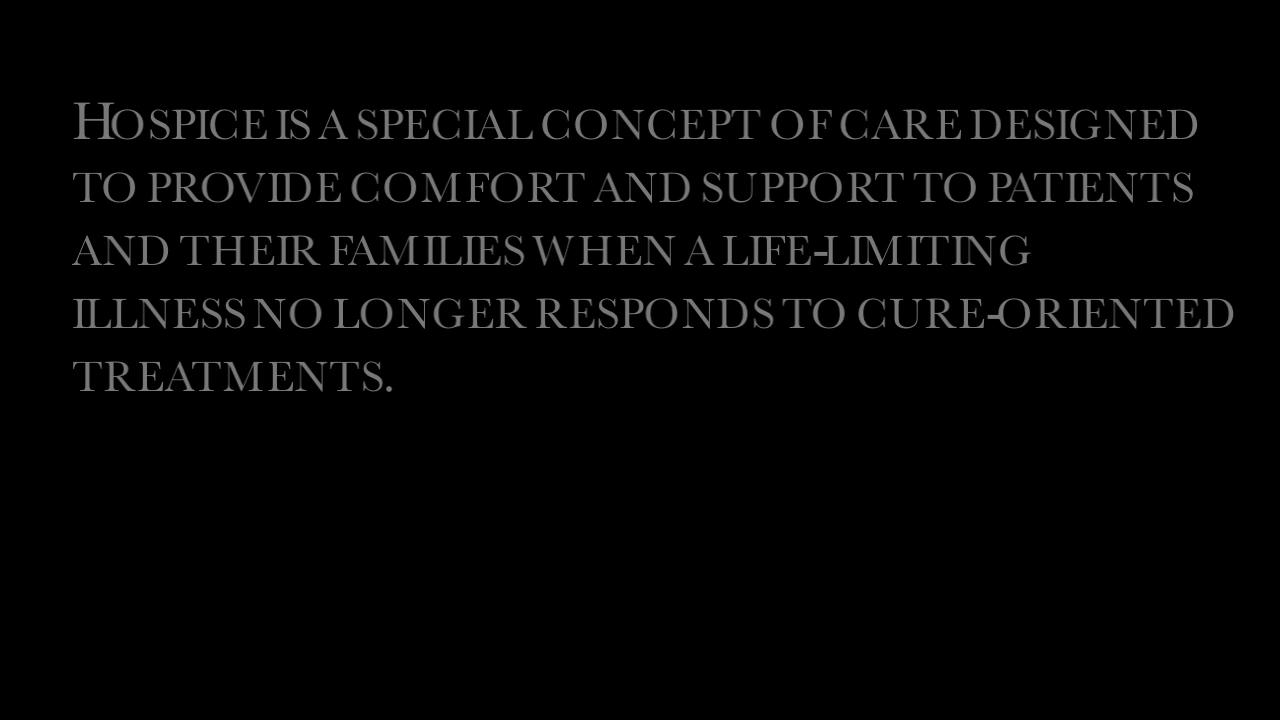 Hospice is a special concept of care designed
to provide comfort and support to patients
and their families when a life-limiting
illness no longer responds to cure-oriented
treatments.